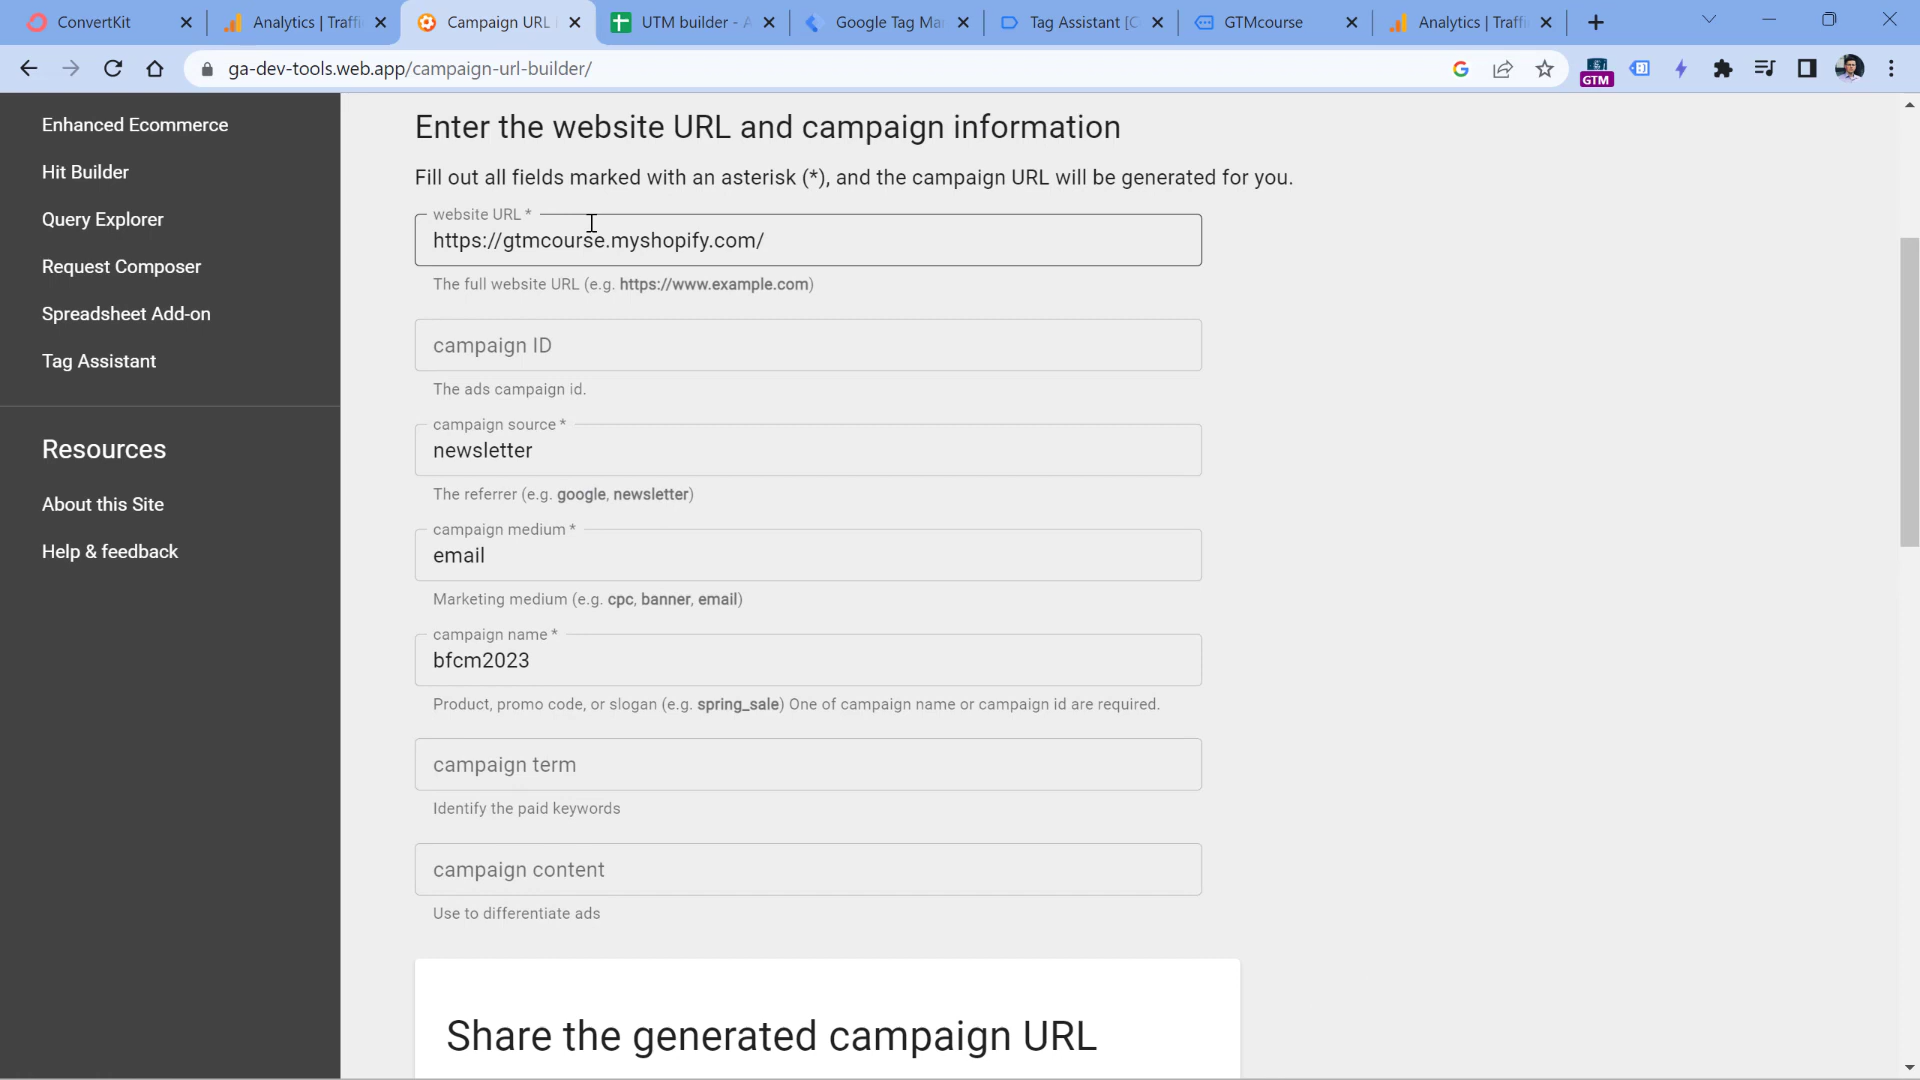 ConvertKit
Analytics | Traffi
Campaign URL
UTM builder - A
Google Tag Ma
Tag Assistant [C
GTMcourse
Analytics | Traffi
ga-dev-tools.web.app/campaign-url-builder/
GTM
Enhanced Ecommerce
Hit Builder
Query Explorer
Request Composer
Spreadsheet Add-on
Tag Assistant
Resources
About this Site
Help & feedback
Enter the website URL and campaign information
Fill out all fields marked with an asterisk (*), and the campaign URL will be generated for you.
website URL *
https://gtmcourse.myshopify.com/
The full website URL (e.g. https://www.example.com)
campaign ID
The ads campaign id.
campaign source *
newsletter
The referrer (e.g. google, newsletter)
campaign medium *
email
Marketing medium (e.g. cpc, banner, email)
campaign name *
bfcm2023
Product, promo code, or slogan (e.g. spring_sale) One of campaign name or campaign id are required.
campaign term
Identify the paid keywords
campaign content
Use to differentiate ads
Share the generated campaign URL